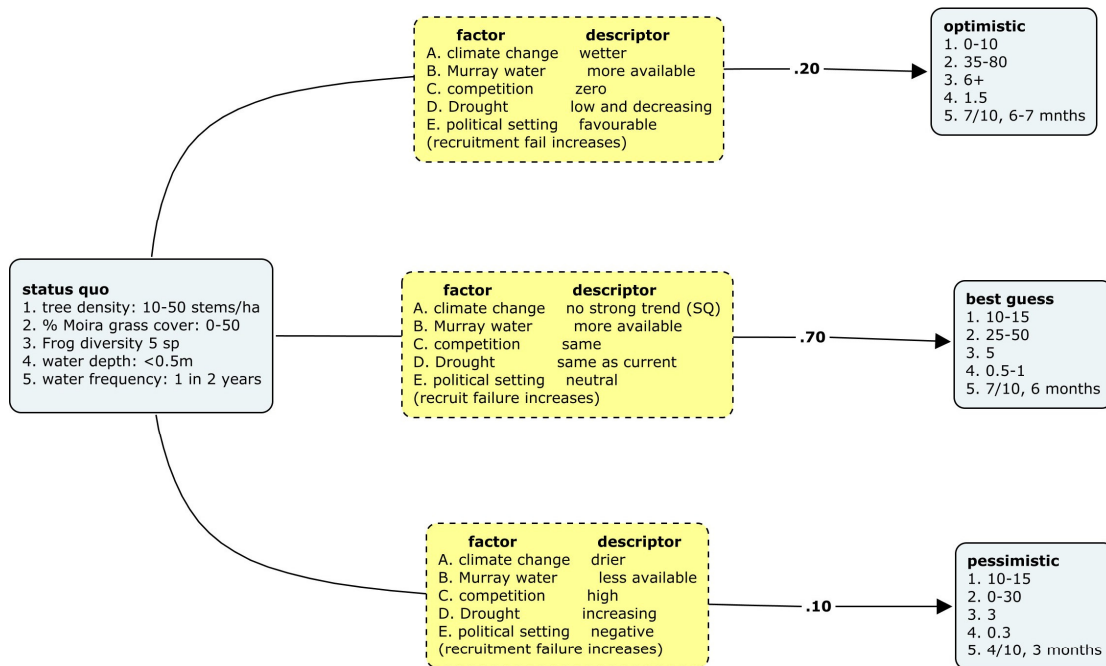 status quo
1. tree density: 10-50 stems/ha
2. % Moira grass cover: 0-50
3. Frog diversity 5 sp
4. water depth: <0.5m
5. water frequency: 1 in 2 years
factor descriptor
A. climate change wetter
B. Murray water more available
C. competition zero
D. Drought low and decreasing
E. political setting favourable
(recruitment fail increases)
.20
optimistic
1. 0-10
2. 35-80
3. 6+
4. 1.5
5. 7/10, 6-7 mnths
factor descriptor
A. climate change no strong trend (SQ)
B. Murray water more available
C. competition same
D. Drought same as current
E. political setting neutral
(recruit failure increases)
.70
best guess
1. 10-15
2. 25-50
3. 5
4. 0.5-1
5. 7/10, 6 months
factor descriptor
A. climate change drier
B. Murray water less available
C. competition high
D. Drought increasing
E. political setting negative
(recruitment failure increases)
.10
pessimistic
1. 10-15
2. 0-30
3. 3
4. 0.3
5. 4/10, 3 months